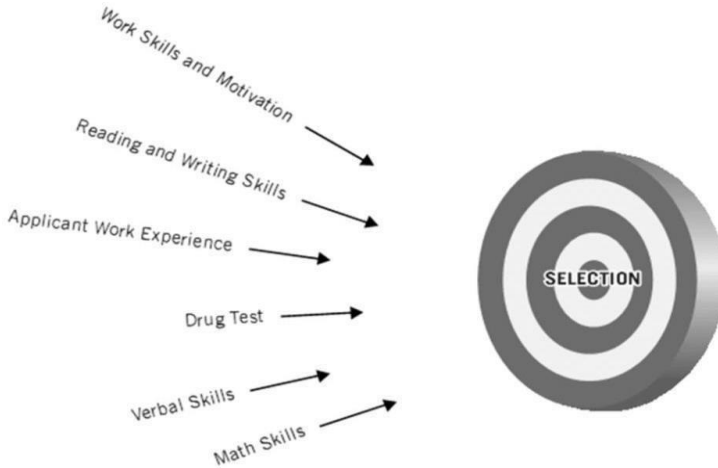 Work Skills and Motivation
Reading and Writing Skills
Applicant Work Experience
Drug Test
Verbal Skills
Math Skills
SELECTION